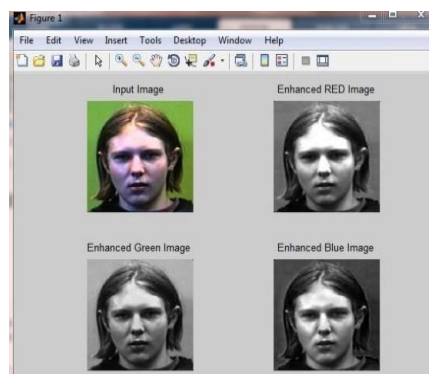 Figure 1
File Edit View Insert Tools Desktop Window Help
Input Image
Enhanced RED Image
Enhanced Green Image
Enhanced Blue Image